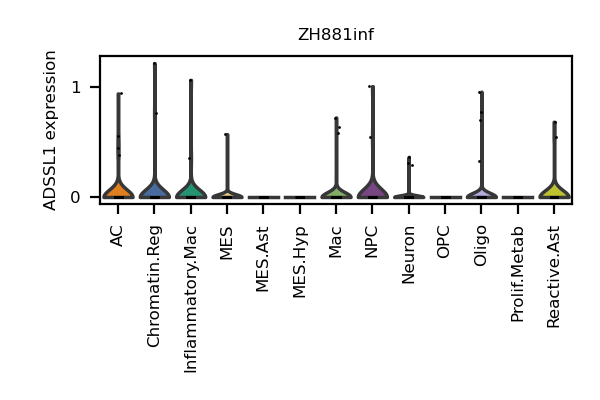 ZH881inf
ADSSL1 expression
1
0
AC
Chromatin.Reg
Inflammatory.Mac
MES
MES.Ast
MES.Hyp
Mac
NPC
Neuron
OPC
Oligo
Prolif.Metab
Reactive.Ast